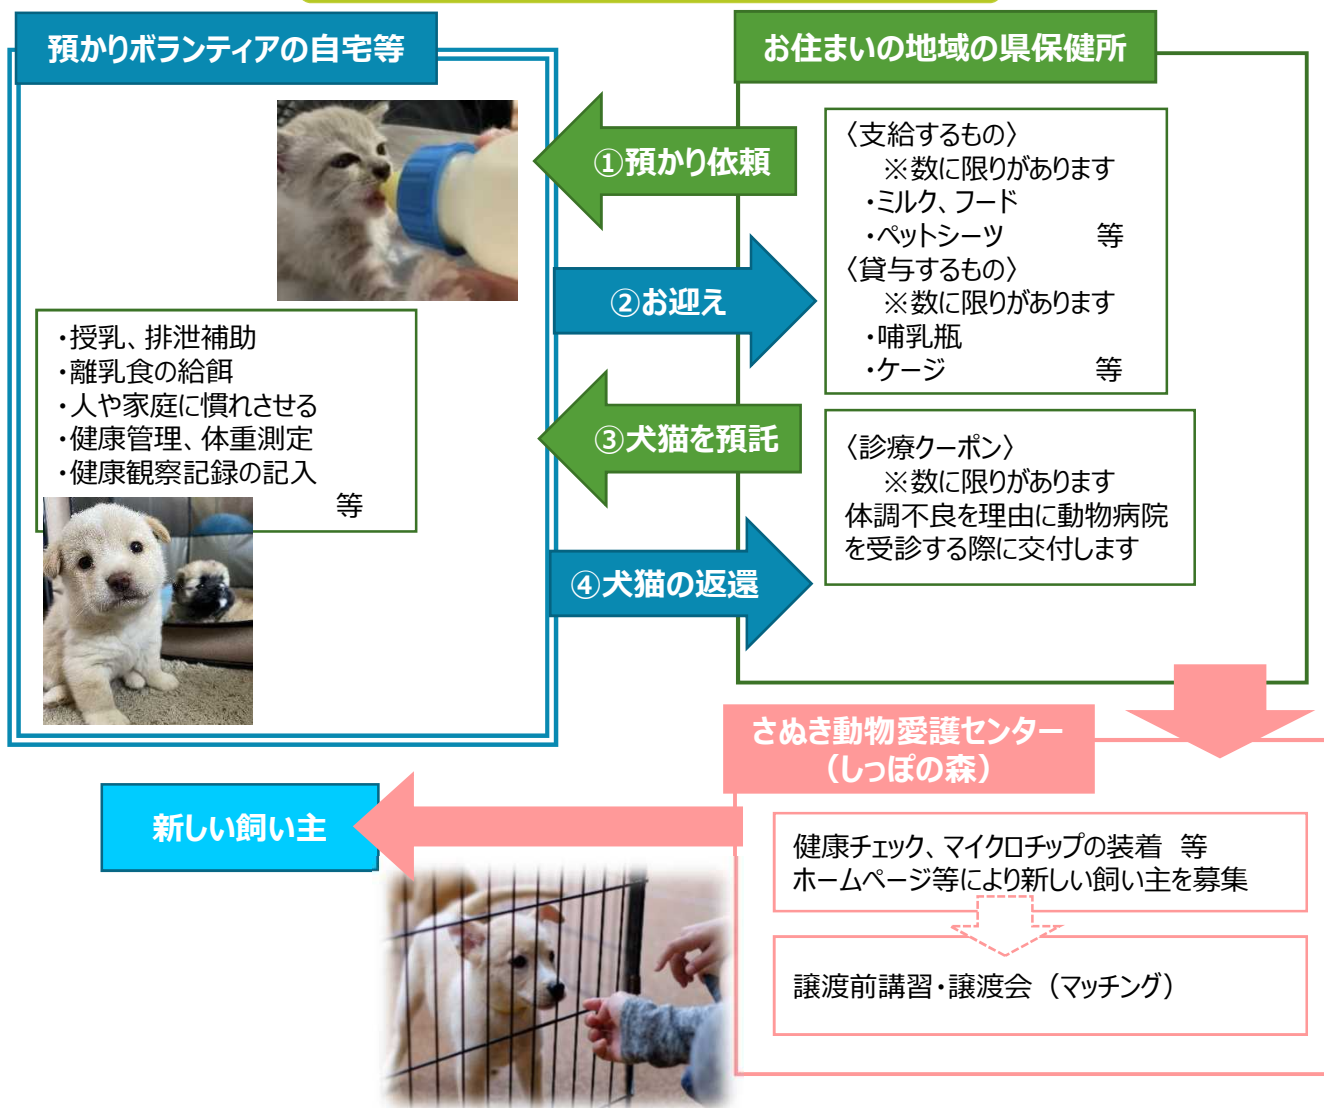 預かりボランティアの自宅等
・授乳、排泄補助
・離乳食の給餌
・人や家庭に慣れさせる
・健康管理、体重測定
・健康観察記録の記入
等
①預かり依頼
②お迎え
③犬猫を預託
④犬猫の返還
お住まいの地域の県保健所
〈支給するもの〉
※数に限りがあります
・ミルク、フード
・ペットシーツ 等
〈貸与するもの〉
※数に限りがあります
・哺乳瓶
・ケージ 等
〈診療クーポン〉
※数に限りがあります
体調不良を理由に動物病院
を受診する際に交付します
さぬき動物愛護センター
（しっぽの森）
健康チェック、マイクロチップの装着 等
ホームページ等により新しい飼い主を募集
譲渡前講習・譲渡会（マッチング）
新しい飼い主